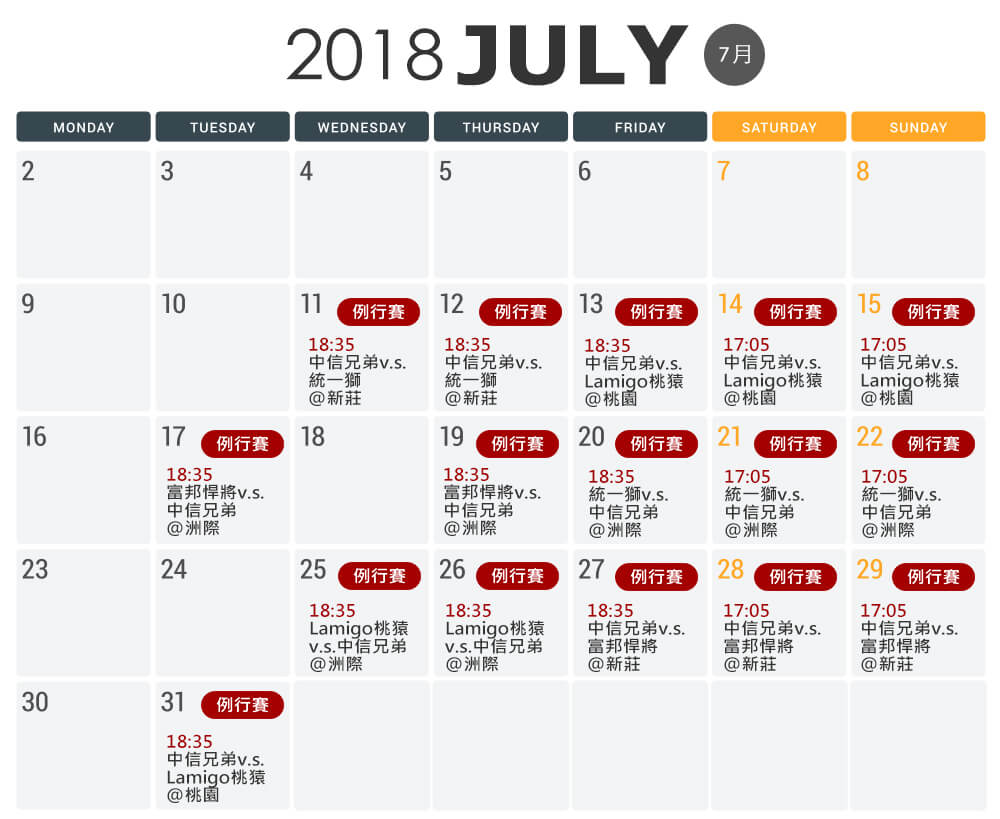 2018 JULY 7月
MONDAY TUESDAY WEDNESDAY THURSDAY FRIDAY SATURDAY SUNDAY
2 3 4 5 6 7 8
9
10
11 例行賽
18:35
中信兄弟v.s.
統一獅
@新莊
12 例行賽
18:35
中信兄弟v.s.
統一獅
@新莊
13 例行賽
18:35
中信兄弟v.s.
Lamigo桃猿
@桃園
14 例行賽
17:05
中信兄弟v.s.
Lamigo桃猿
@桃園
15 例行賽
17:05
中信兄弟v.s.
Lamigo桃猿
@桃園
16
17 例行賽
18:35
富邦悍將v.s.
中信兄弟
@洲際
18
19 例行賽
18:35
富邦悍將v.s.
中信兄弟
@洲際
20 例行賽
18:35
統一獅v.s.
中信兄弟
@洲際
21 例行賽
17:05
統一獅v.s.
中信兄弟
@洲際
22 例行賽
17:05
統一獅v.s.
中信兄弟
@洲際
23
24
25 例行賽
18:35
Lamigo桃猿
v.s.中信兄弟
@洲際
26 例行賽
18:35
Lamigo桃猿
v.s.中信兄弟
@洲際
27 例行賽
18:35
中信兄弟v.s.
富邦悍將
@新莊
28 例行賽
17:05
中信兄弟v.s.
富邦悍將
@新莊
29 例行賽
17:05
中信兄弟v.s.
富邦悍將
@新莊
30
31 例行賽
18:35
中信兄弟v.s.
Lamigo桃猿
@桃園